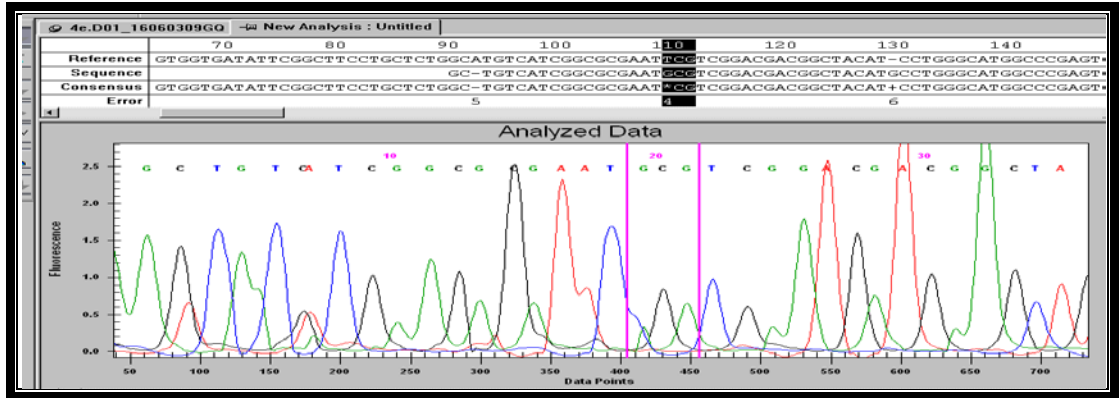 4e.D01_16060309GQ New Analysis : Untitled
70 80 90 100 110 120 130 140
Reference GTGGTGATATTCGGCTTCCTGCTCTGGCATGTCATCGGCGCGAATTCGTCGGACGACGGCTACAT-CCTGGGCATGGCCCGAGT
Sequence GC-TGTCATCGGCGCGAATGCGTCGGACGACGGCTACATGCCTGGGCATGGCCCGAGT
Consensus GTGGTGATATTCGGCTTCCTGCTCTGGC-TGTCATCGGCGCGAAT*CGTCGGACGACGGCTACAT+CCTGGGCATGGCCCGAGT
Error 5 4 6
Analyzed Data
10 20 30
G C T G T C A T C G G C G C G A A T G C G T C G G A C G A C G G C T A
Fluorescence
2.5
2.0
1.5
1.0
0.5
0.0
50 100 150 200 250 300 350 400 450 500 550 600 650 700
Data Points